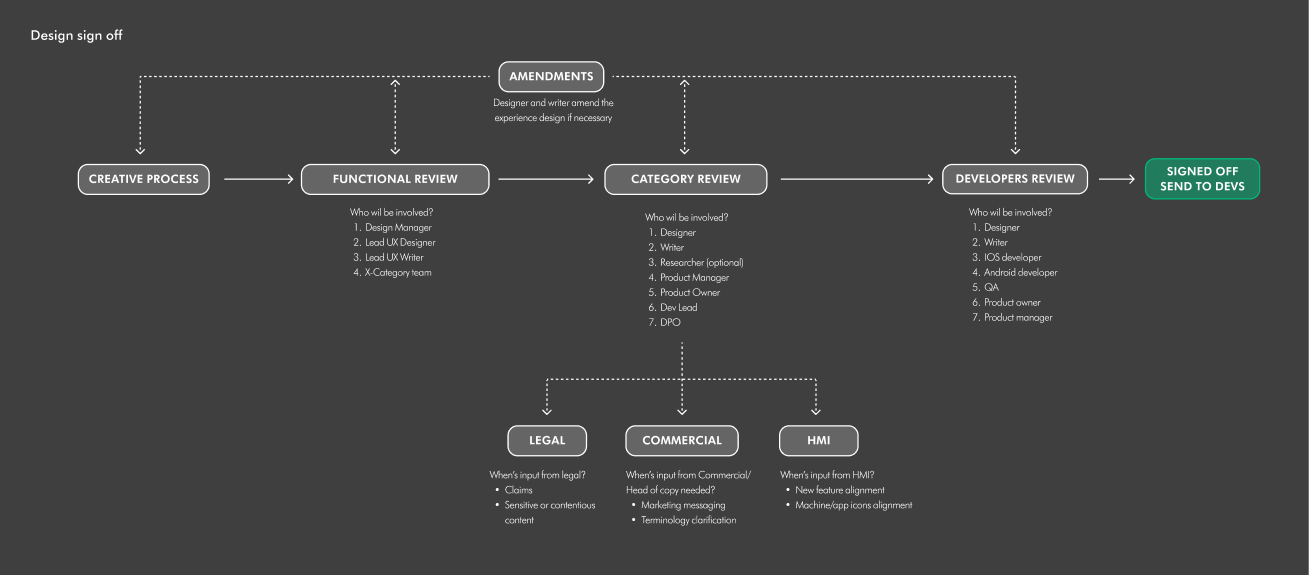 Design sign off
AMENDMENTS
Designer and writer amend the
experience design if necessary
CREATIVE PROCESS
FUNCTIONAL REVIEW
CATEGORY REVIEW
DEVELOPERS REVIEW
SIGNED OFF
SEND TO DEVS
Who wil be involved?
1. Design Manager
2. Lead UX Designer
3. Lead UX Writer
4. X-Category team
Who wil be involved?
1. Designer
2. Writer
3. Researcher (optional)
4. Product Manager
5. Product Owner
6. Dev Lead
7. DPO
Who wil be involved?
1. Designer
2. Writer
3. IOS developer
4. Android developer
5. QA
6. Product owner
7. Product manager
LEGAL
COMMERCIAL
HMI
When's input from legal?
• Claims
• Sensitive or contentious
content
When's input from Commercial/
Head of copy needed?
• Marketing messaging
• Terminology clarification
When's input from HMI?
• New feature alignment
• Machine/app icons alignment